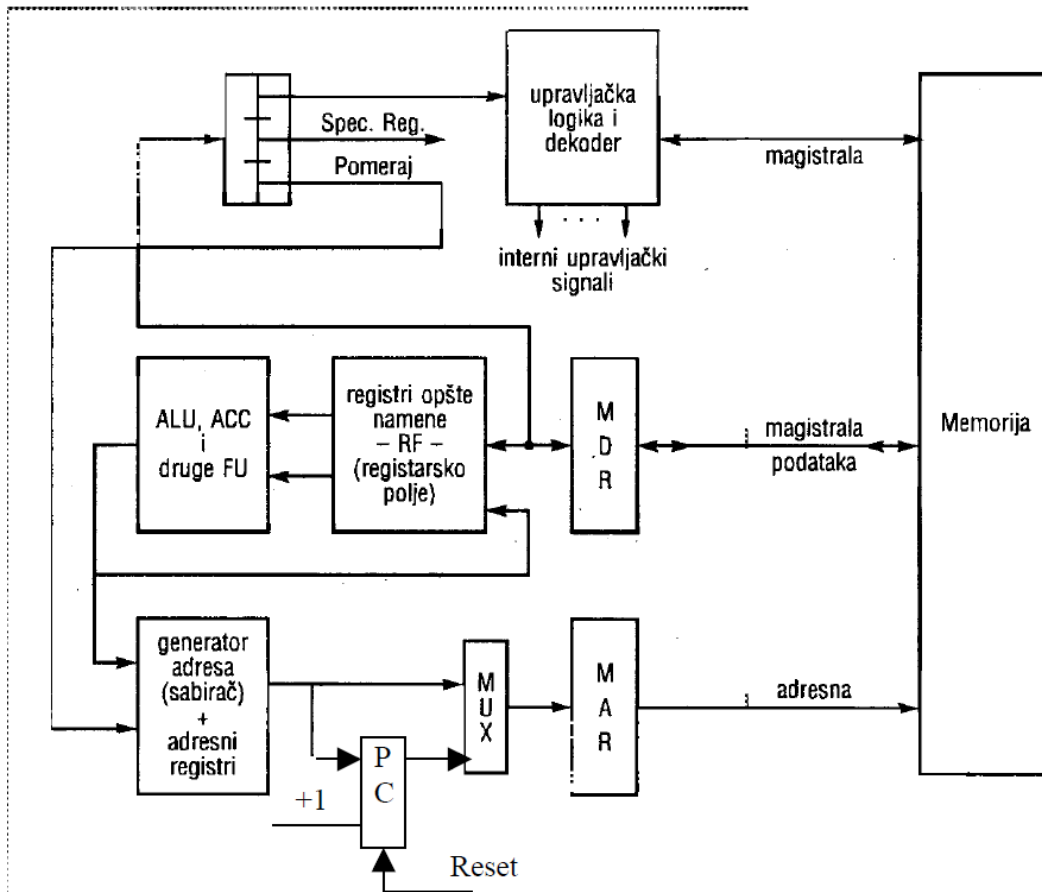 upravljačka
logika i
dekoder
Spec. Reg.
Pomeraj
magistrala
. . .
interni upravljački
signali
ALU, ACC
i
druge FU
registri opšte
namene
– RF –
(registarsko
polje)
M
D
R
magistrala
podataka
Memorija
generator
adresa
(sabirač)
+
adresni
registri
M
U
X
M
A
R
adresna
P
C
+1
Reset